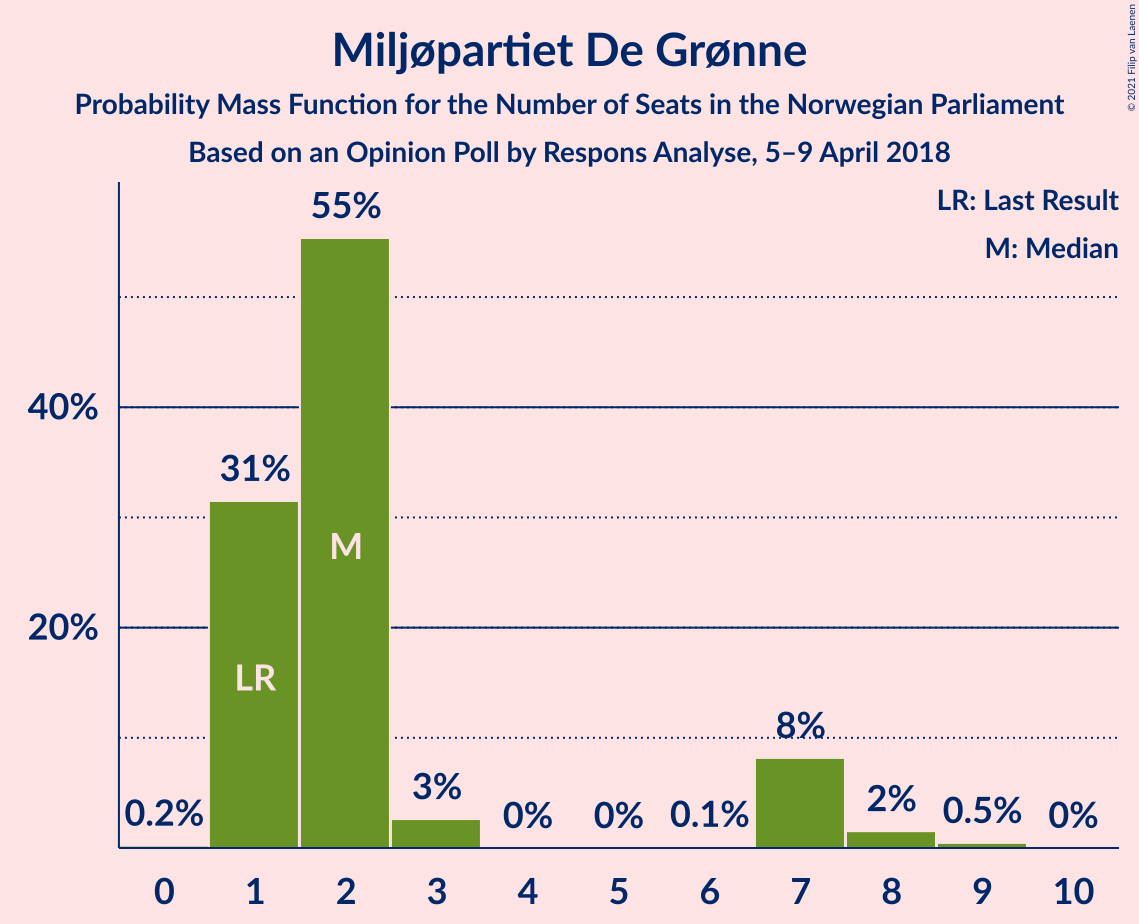 Miljøpartiet De Grønne
Probability Mass Function for the Number of Seats in the Norwegian Parliament
Based on an Opinion Poll by Respons Analyse, 5–9 April 2018
© 2021 Filip van Laenen
LR: Last Result
M: Median
55%
40%
31%
M
20%
LR
8%
0.2%
3%
0%
0%
0.1%
2%
0.5%
0%
0 1 2 3 4 5 6 7 8 9 10